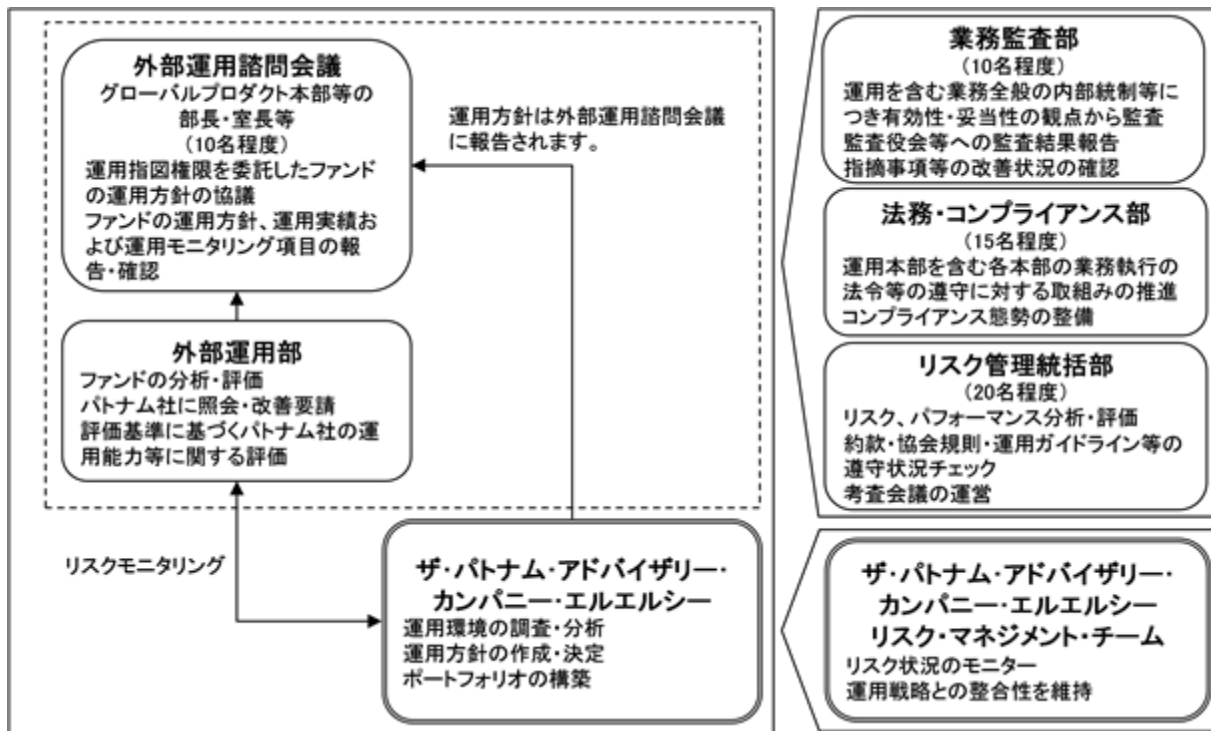 外部運用諮問会議
グローバルプロダクト本部等の
部長・室長等
(10名程度)
運用指図権限を委託したファンド
の運用方針の協議
ファンドの運用方針、運用実績お
よび運用モニタリング項目の報
告・確認
運用方針は外部運用諮問会議
に報告されます。
外部運用部
ファンドの分析・評価
パトナム社に照会・改善要請
評価基準に基づくパトナム社の運
用能力等に関する評価
リスクモニタリング
ザ・パトナム・アドバイザリー・
カンパニー・エルエルシー
運用環境の調査・分析
運用方針の作成・決定
ポートフォリオの構築
業務監査部
(10名程度)
運用を含む業務全般の内部統制等に
つき有効性・妥当性の観点から監査
監査役会等への監査結果報告
指摘事項等の改善状況の確認
法務・コンプライアンス部
(15名程度)
運用本部を含む各本部の業務執行の
法令等の遵守に対する取組みの推進
コンプライアンス態勢の整備
リスク管理統括部
(20名程度)
リスク、パフォーマンス分析・評価
約款・協会規則・運用ガイドライン等の
遵守状況チェック
考査会議の運営
ザ・パトナム・アドバイザリー・
カンパニー・エルエルシー
リスク・マネジメント・チーム
リスク状況のモニター
運用戦略との整合性を維持